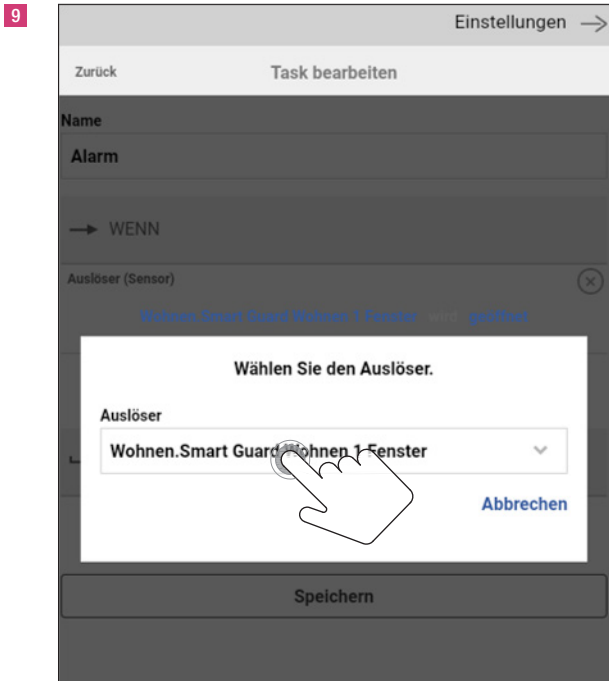 9
Einstellungen
Zurück
Task bearbeiten
Name
Alarm
WENN
Auslöser (Sensor)
Wohnen.Smart Guard Wohnen 1 Fenster wird geöffnet
Wählen Sie den Auslöser.
Auslöser
Wohnen.Smart Guard Wohnen 1 Fenster
Abbrechen
Speichern